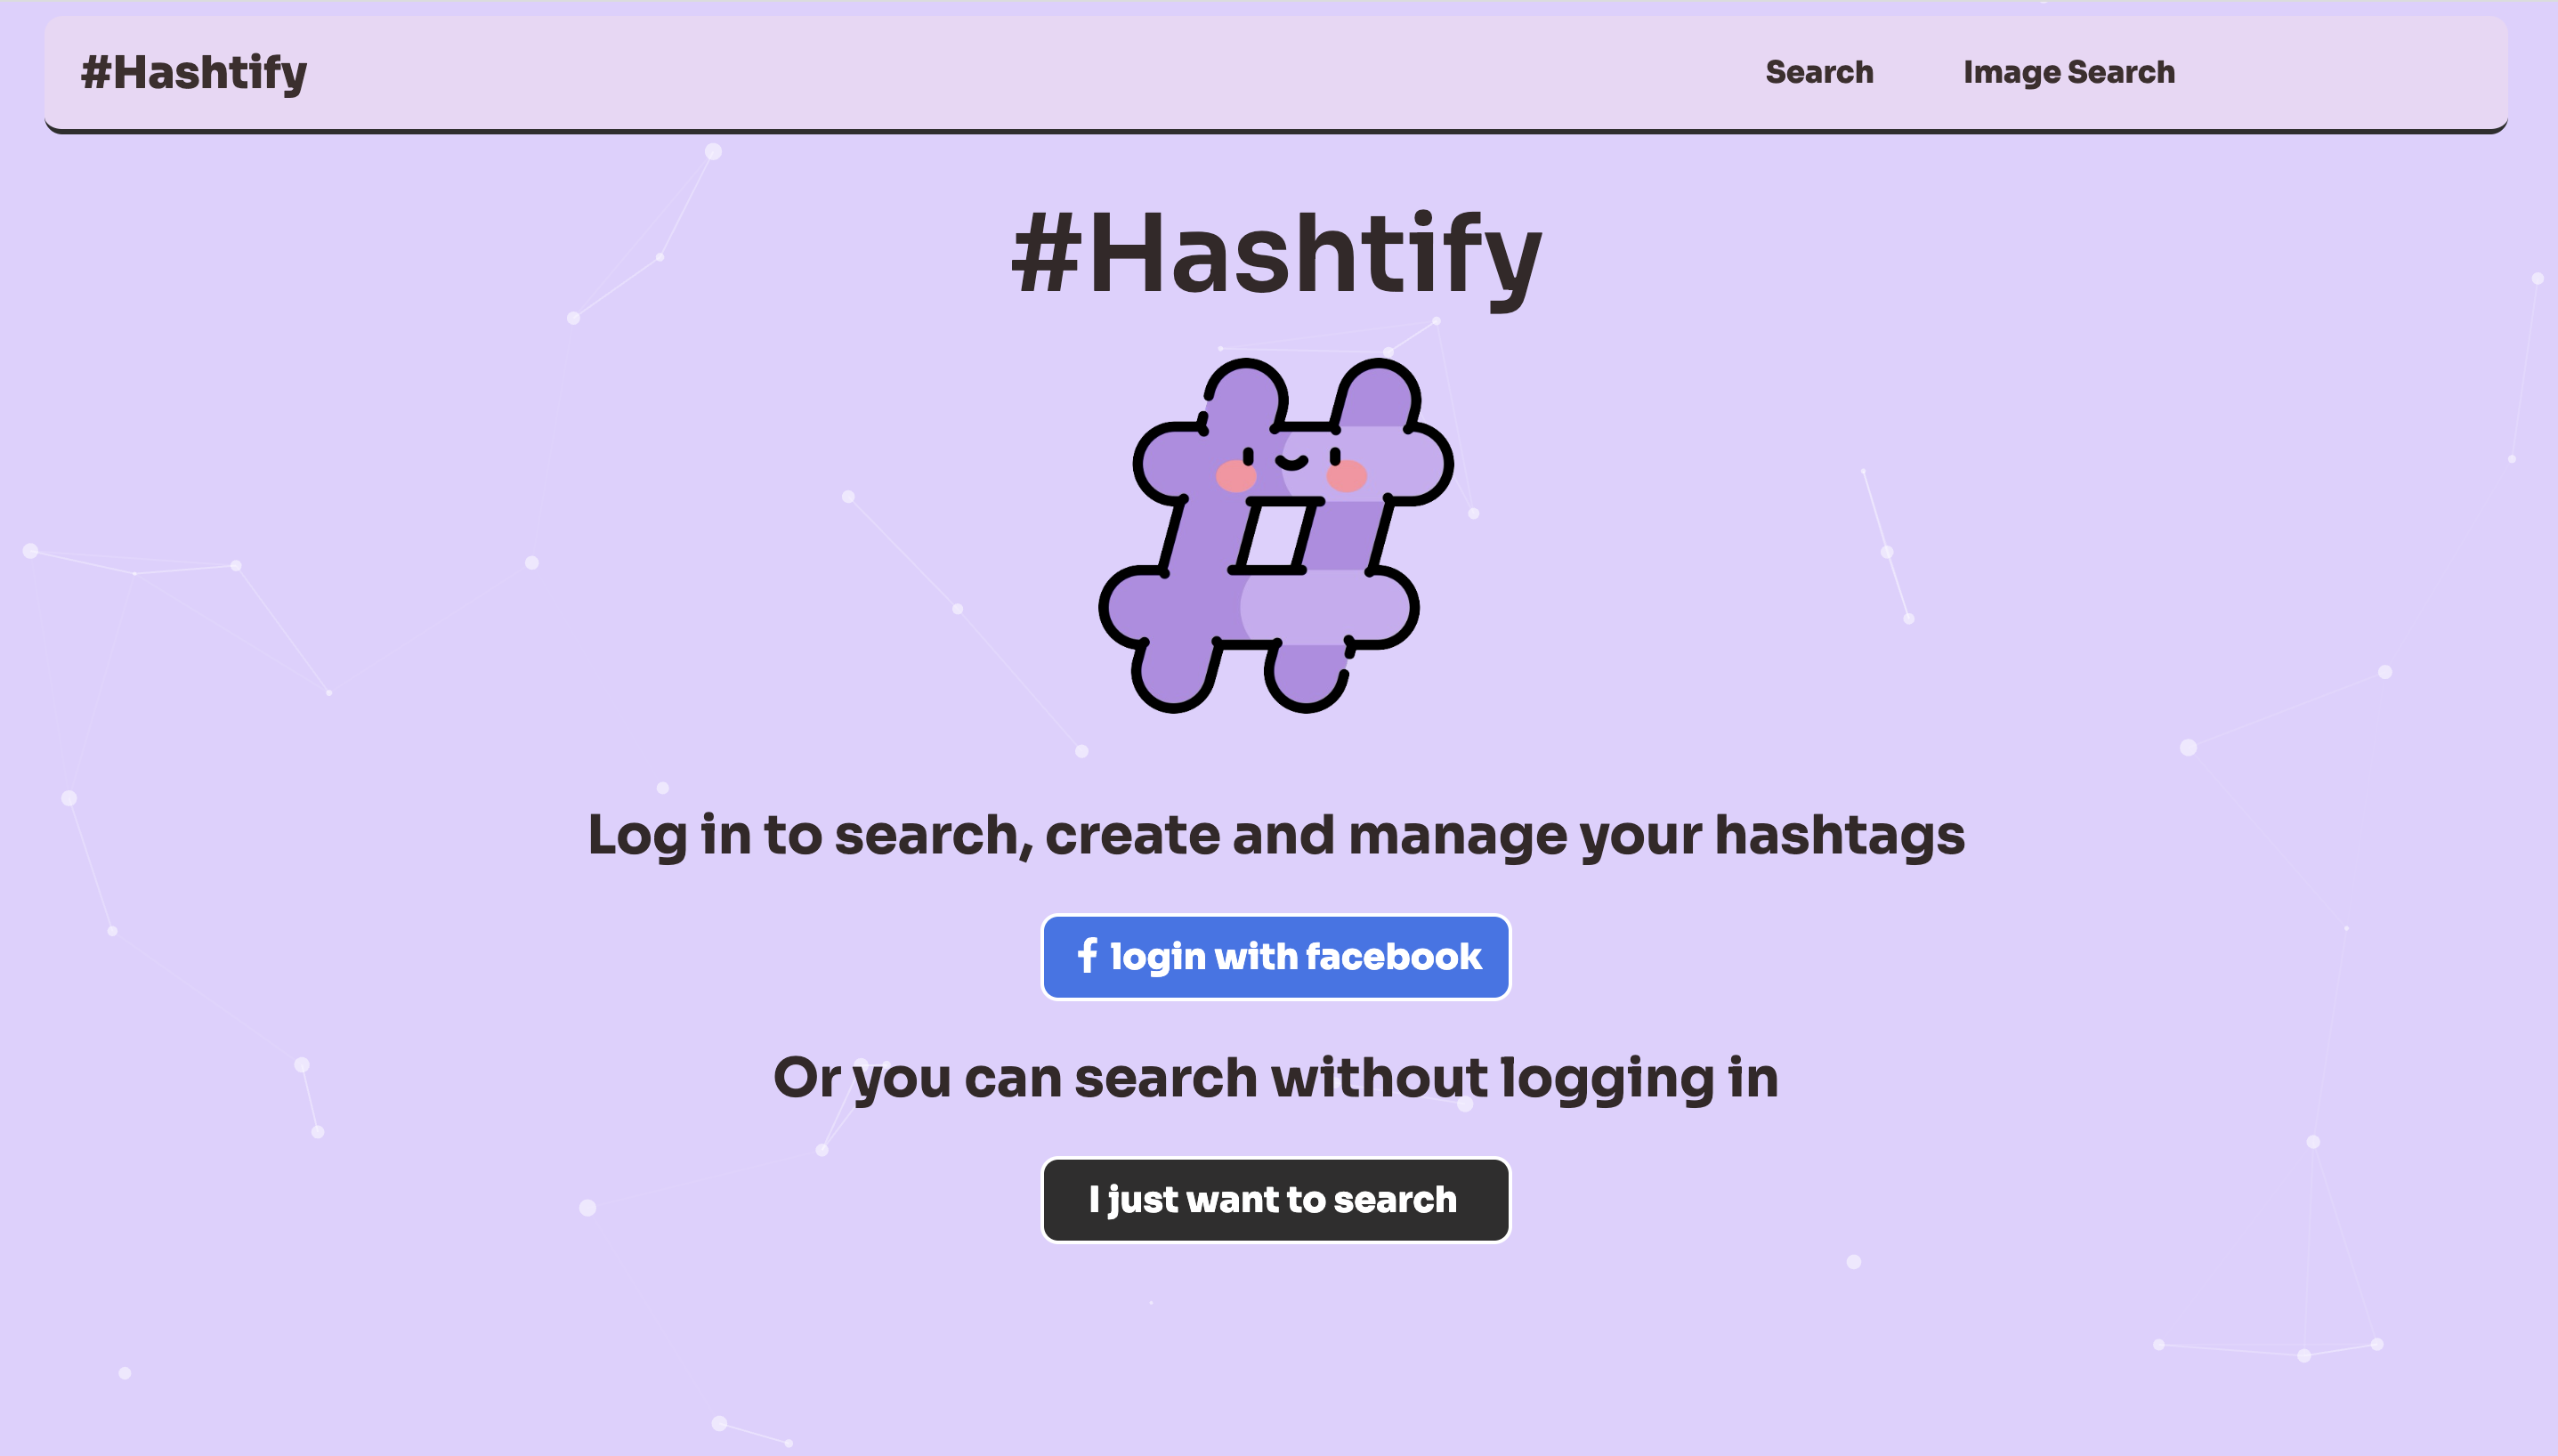 #Hashtify
Search
Image Search
#Hashtify
Log in to search, create and manage your hashtags
login with facebook
Or you can search without logging in
I just want to search